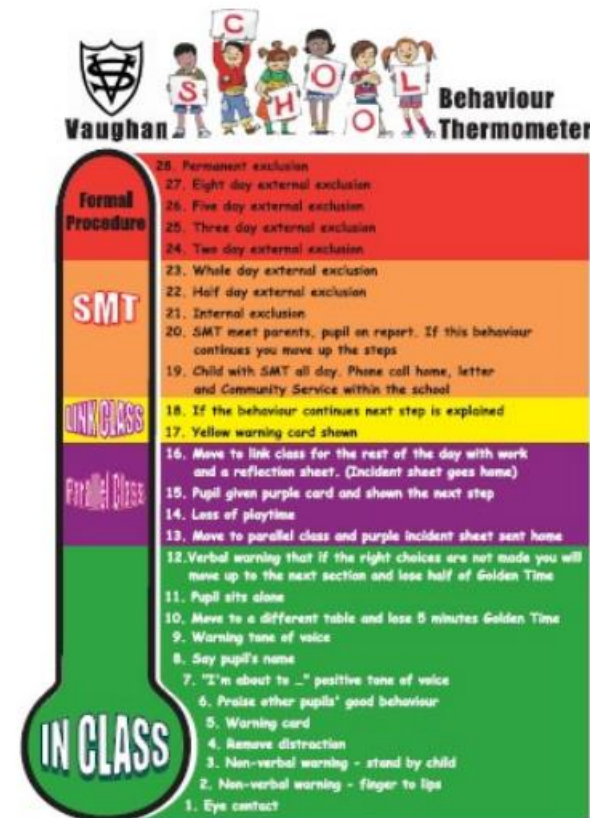 SCHOOL
Vaughan
Behaviour
Thermometer
Formal
Procedure
28. Permanent exclusion
27. Eight day external exclusion
26. Five day external exclusion
25. Three day external exclusion
24. Two day external exclusion
SMT
23. Whole day external exclusion
22. Half day external exclusion
21. Internal exclusion
20. SMT meet parents, pupil on report. If this behaviour
continues you move up the steps
19. Child with SMT all day. Phone call home, letter
and Community Service within the school
LINK CLASS
18. If the behaviour continues next step is explained
17. Yellow warning card shown
Parallel Class
16. Move to link class for the rest of the day with work
and a reflection sheet. (Incident sheet goes home)
15. Pupil given purple card and shown the next step
14. Loss of playtime
13. Move to parallel class and purple incident sheet sent home
12.Verbal warning that if the right choices are not made you will
move up to the next section and lose half of Golden Time
11. Pupil sits alone
10. Move to a different table and lose 5 minutes Golden Time
9. Warning tone of voice
8. Say pupil's name
7. "I'm about to ..." positive tone of voice
6. Praise other pupils' good behaviour
5. Warning card
4. Remove distraction
3. Non-verbal warning - stand by child
2. Non-verbal warning - finger to lips
1. Eye contact
IN CLASS